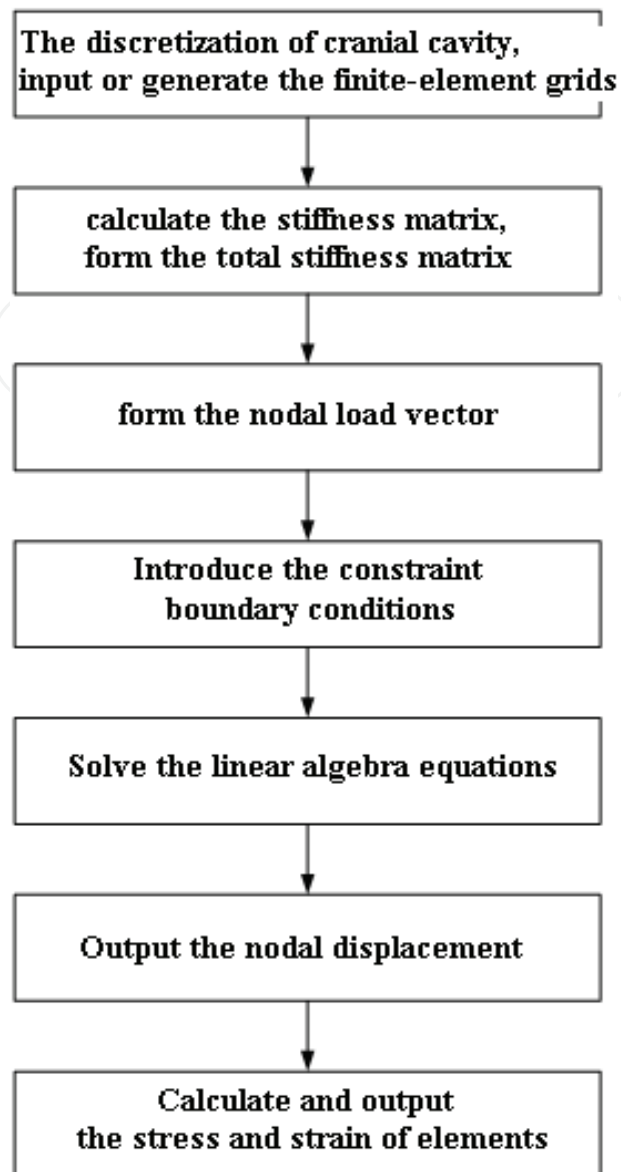 The discretization of cranial cavity,
input or generate the finite-element grids
calculate the stiffness matrix,
form the total stiffness matrix
form the nodal load vector
Introduce the constraint
boundary conditions
Solve the linear algebra equations
Output the nodal displacement
Calculate and output
the stress and strain of elements